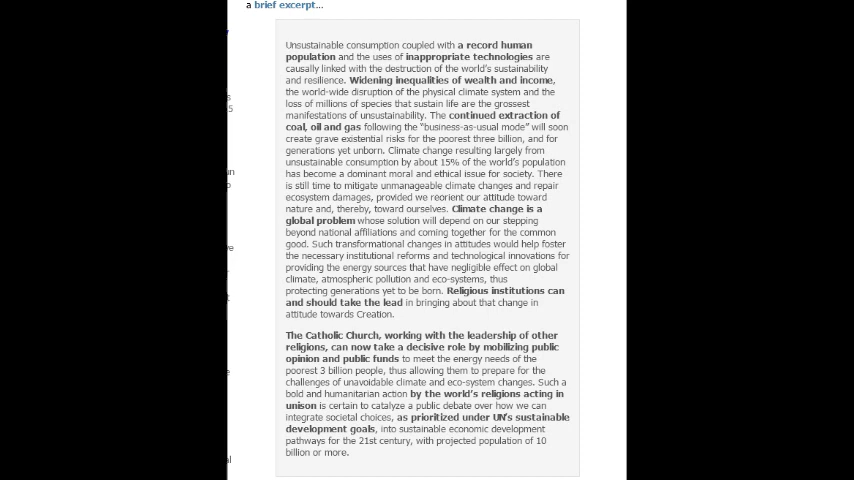 a brief excerpt...
Unsustainable consumption coupled with a record human
population and the uses of inappropriate technologies are
causally linked with the destruction of the world's sustainability
and resilience. Widening inequalities of wealth and income,
the world-wide disruption of the physical climate system and the
loss of millions of species that sustain life are the grossest
manifestations of unsustainability. The continued extraction of
coal, oil and gas following the "business-as-usual mode" will soon
create grave existential risks for the poorest three billion, and for
generations yet unborn. Climate change resulting largely from
unsustainable consumption by about 15% of the world's population
has become a dominant moral and ethical issue for society. There
is still time to mitigate unmanageable climate changes and repair
ecosystem damages, provided we reorient our attitude toward
nature and, thereby, toward ourselves. Climate change is a
global problem whose solution will depend on our stepping
beyond national affiliations and coming together for the common
good. Such transformational changes in attitudes would help foster
the necessary institutional reforms and technological innovations for
providing the energy sources that have negligible effect on global
climate, atmospheric pollution and eco-systems, thus
protecting generations yet to be born. Religious institutions can
and should take the lead in bringing about that change in
attitude towards Creation.
The Catholic Church, working with the leadership of other
religions, can now take a decisive role by mobilizing public
opinion and public funds to meet the energy needs of the
poorest 3 billion people, thus allowing them to prepare for the
challenges of unavoidable climate and eco-system changes. Such a
bold and humanitarian action by the world's religions acting in
unison is certain to catalyze a public debate over how we can
integrate societal choices, as prioritized under UN's sustainable
development goals, into sustainable economic development
pathways for the 21st century, with projected population of 10
billion or more.